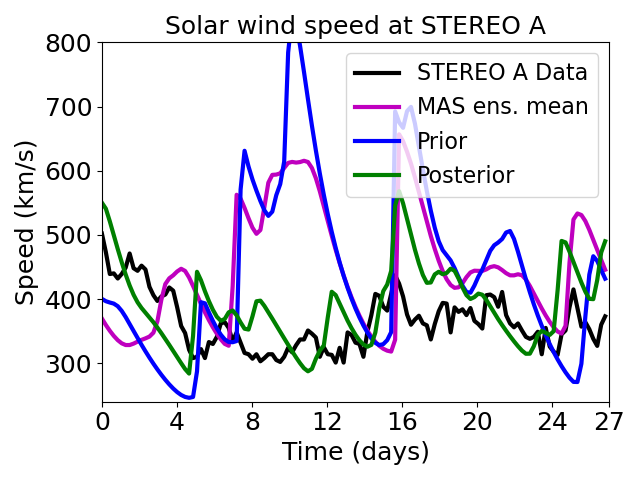 Solar wind speed at STEREO A
800
700
600
500
400
300
Speed (km/s)
STEREO A Data
MAS ens. mean
Prior
Posterior
0 4 8 12 16 20 24 27
Time (days)